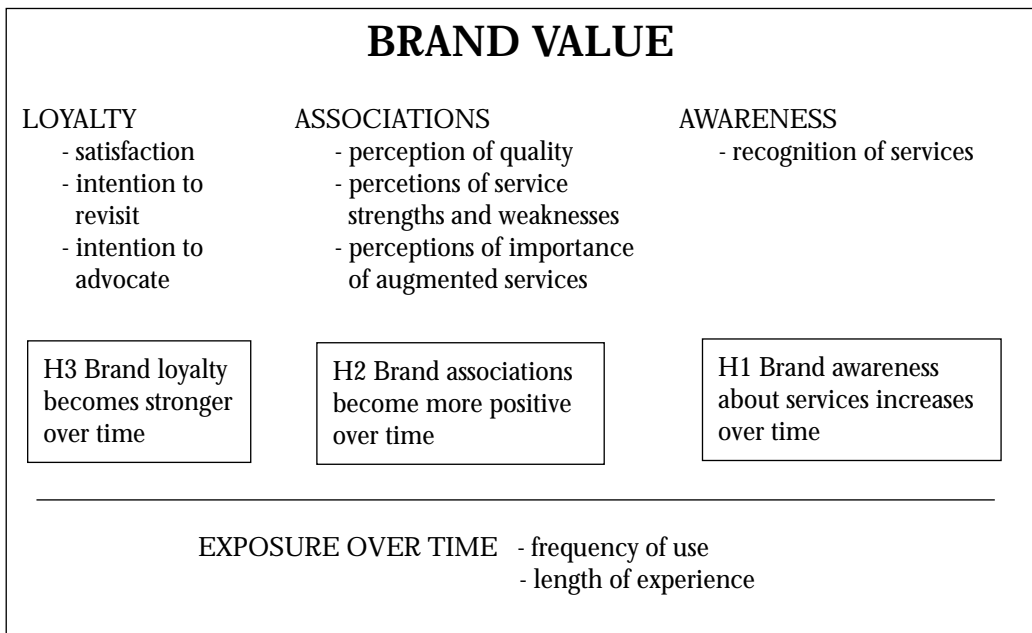 BRAND VALUE
LOYALTY
- satisfaction
- intention to
revisit
- intention to
advocate
ASSOCIATIONS
- perception of quality
- percetions of service
strengths and weaknesses
- perceptions of importance
of augmented services
AWARENESS
- recognition of services
H3 Brand loyalty
becomes stronger
over time
H2 Brand associations
become more positive
over time
H1 Brand awareness
about services increases
over time
EXPOSURE OVER TIME - frequency of use
- length of experience